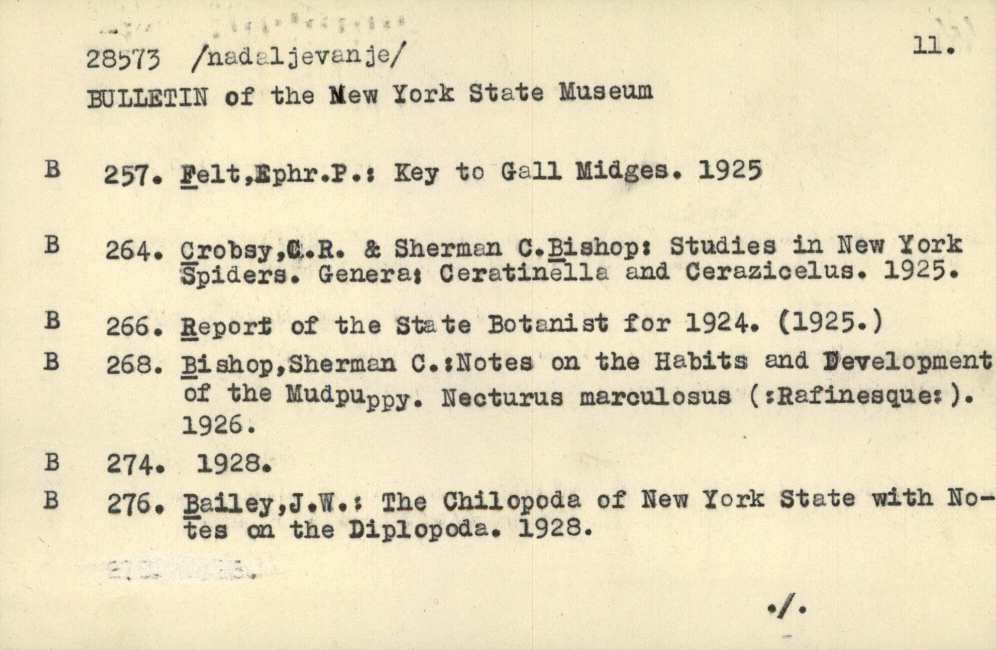 28573 /nadaljevanje/ 11.
BULLETIN of the New York State Museum
B 257. Felt,Ephr.P.: Key to Gall Midges. 1925
B 264. Crobsy,C.R. & Sherman C.Bishop: Studies in New York
Spiders. Genera; Ceratinella and Cerazicelus. 1925.
B 266. Report of the State Botanist for 1924. (1925.)
B 268. Bishop,Sherman C.:Notes on the Habits and Development
of the Mudpuppy. Necturus marculosus (:Rafinesque:).
1926.
B 274. 1928.
B 276. Bailey,J.W.: The Chilopoda of New York State with No-
tes on the Diplopoda. 1928.
./.